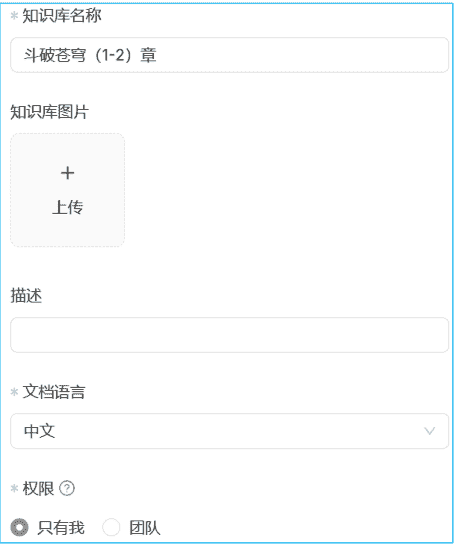 * 知识库名称
斗破苍穹（1-2）章
知识库图片
+
上传
描述
* 文档语言
中文
* 权限 ?
只有我 团队